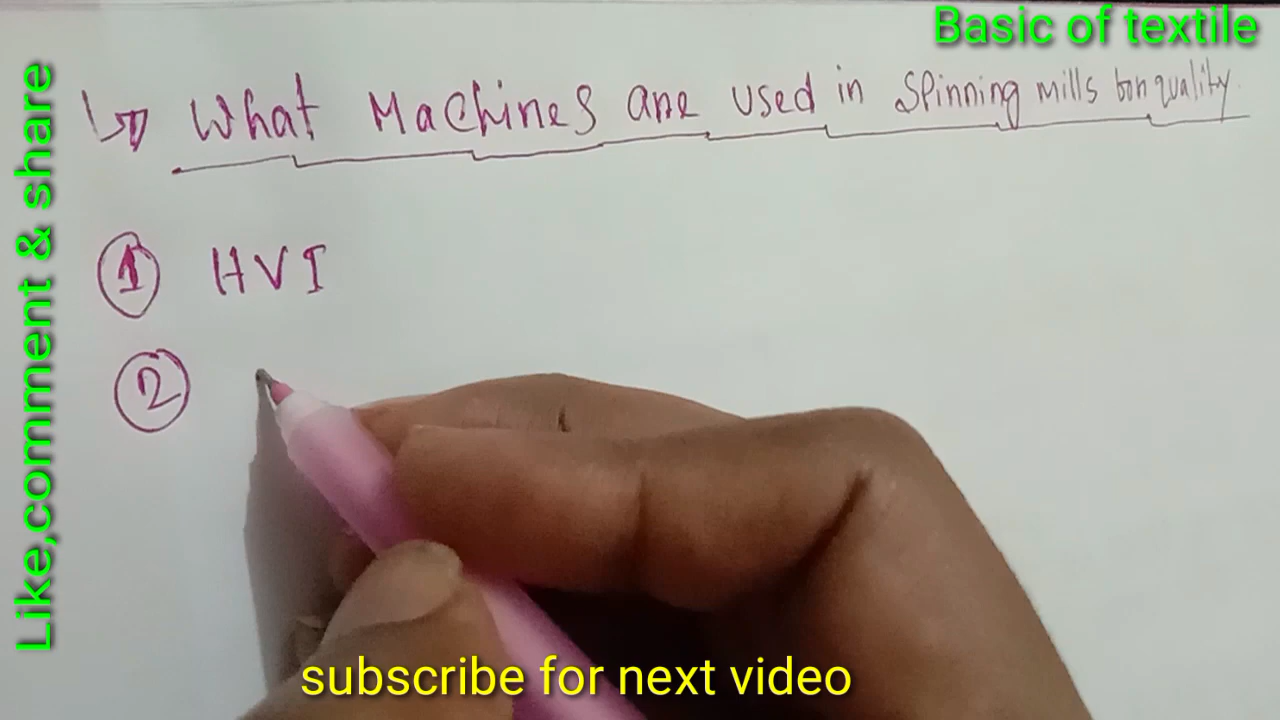 Basic of textile
What Machines are used in Spinning mills for quality.
1 HVI
2
Like,comment & share
subscribe for next video